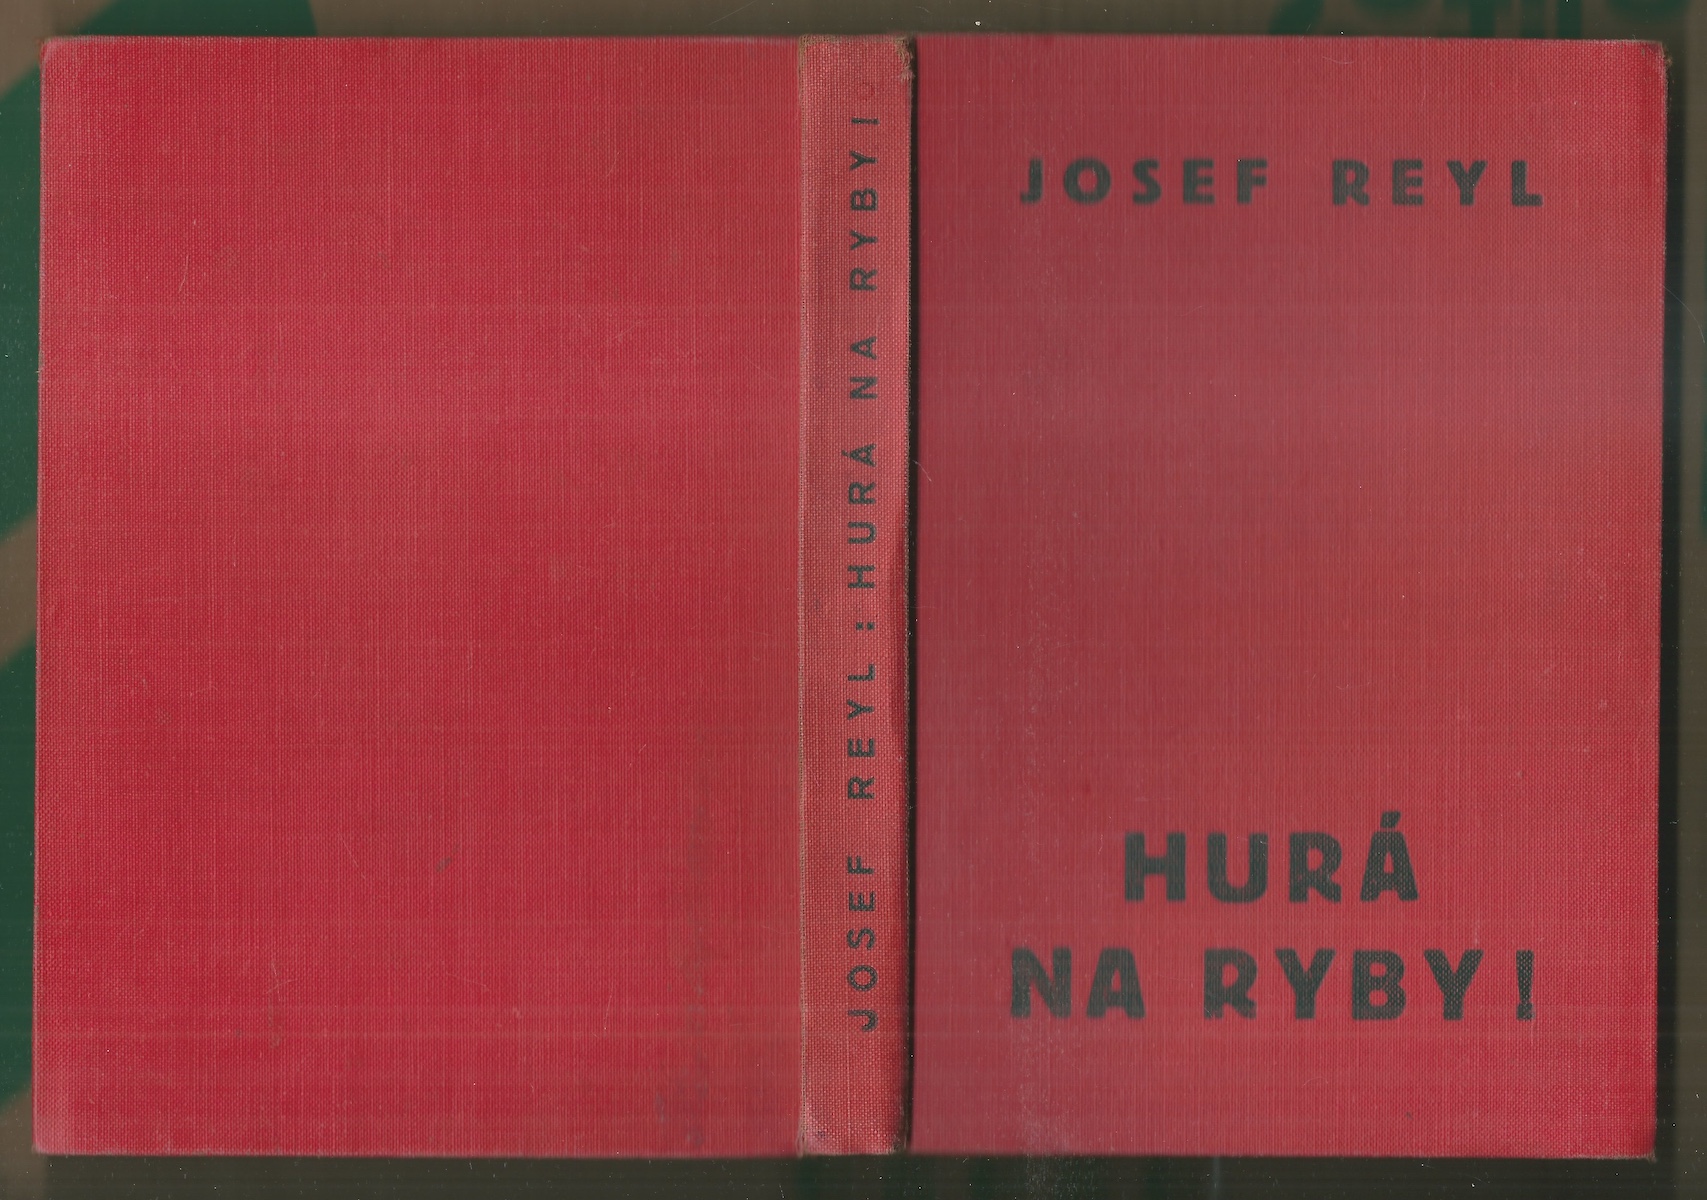 JOSEF REYL : HURÁ NA RYBY!
JOSEF REYL
HURÁ
NA RYBY!